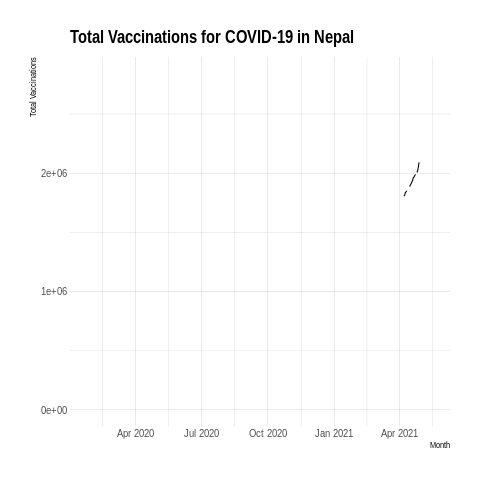 Total Vaccinations for COVID-19 in Nepal
Total Vaccinations
2e+06
1e+06
0e+00
Apr 2020 Jul 2020 Oct 2020 Jan 2021 Apr 2021
Month